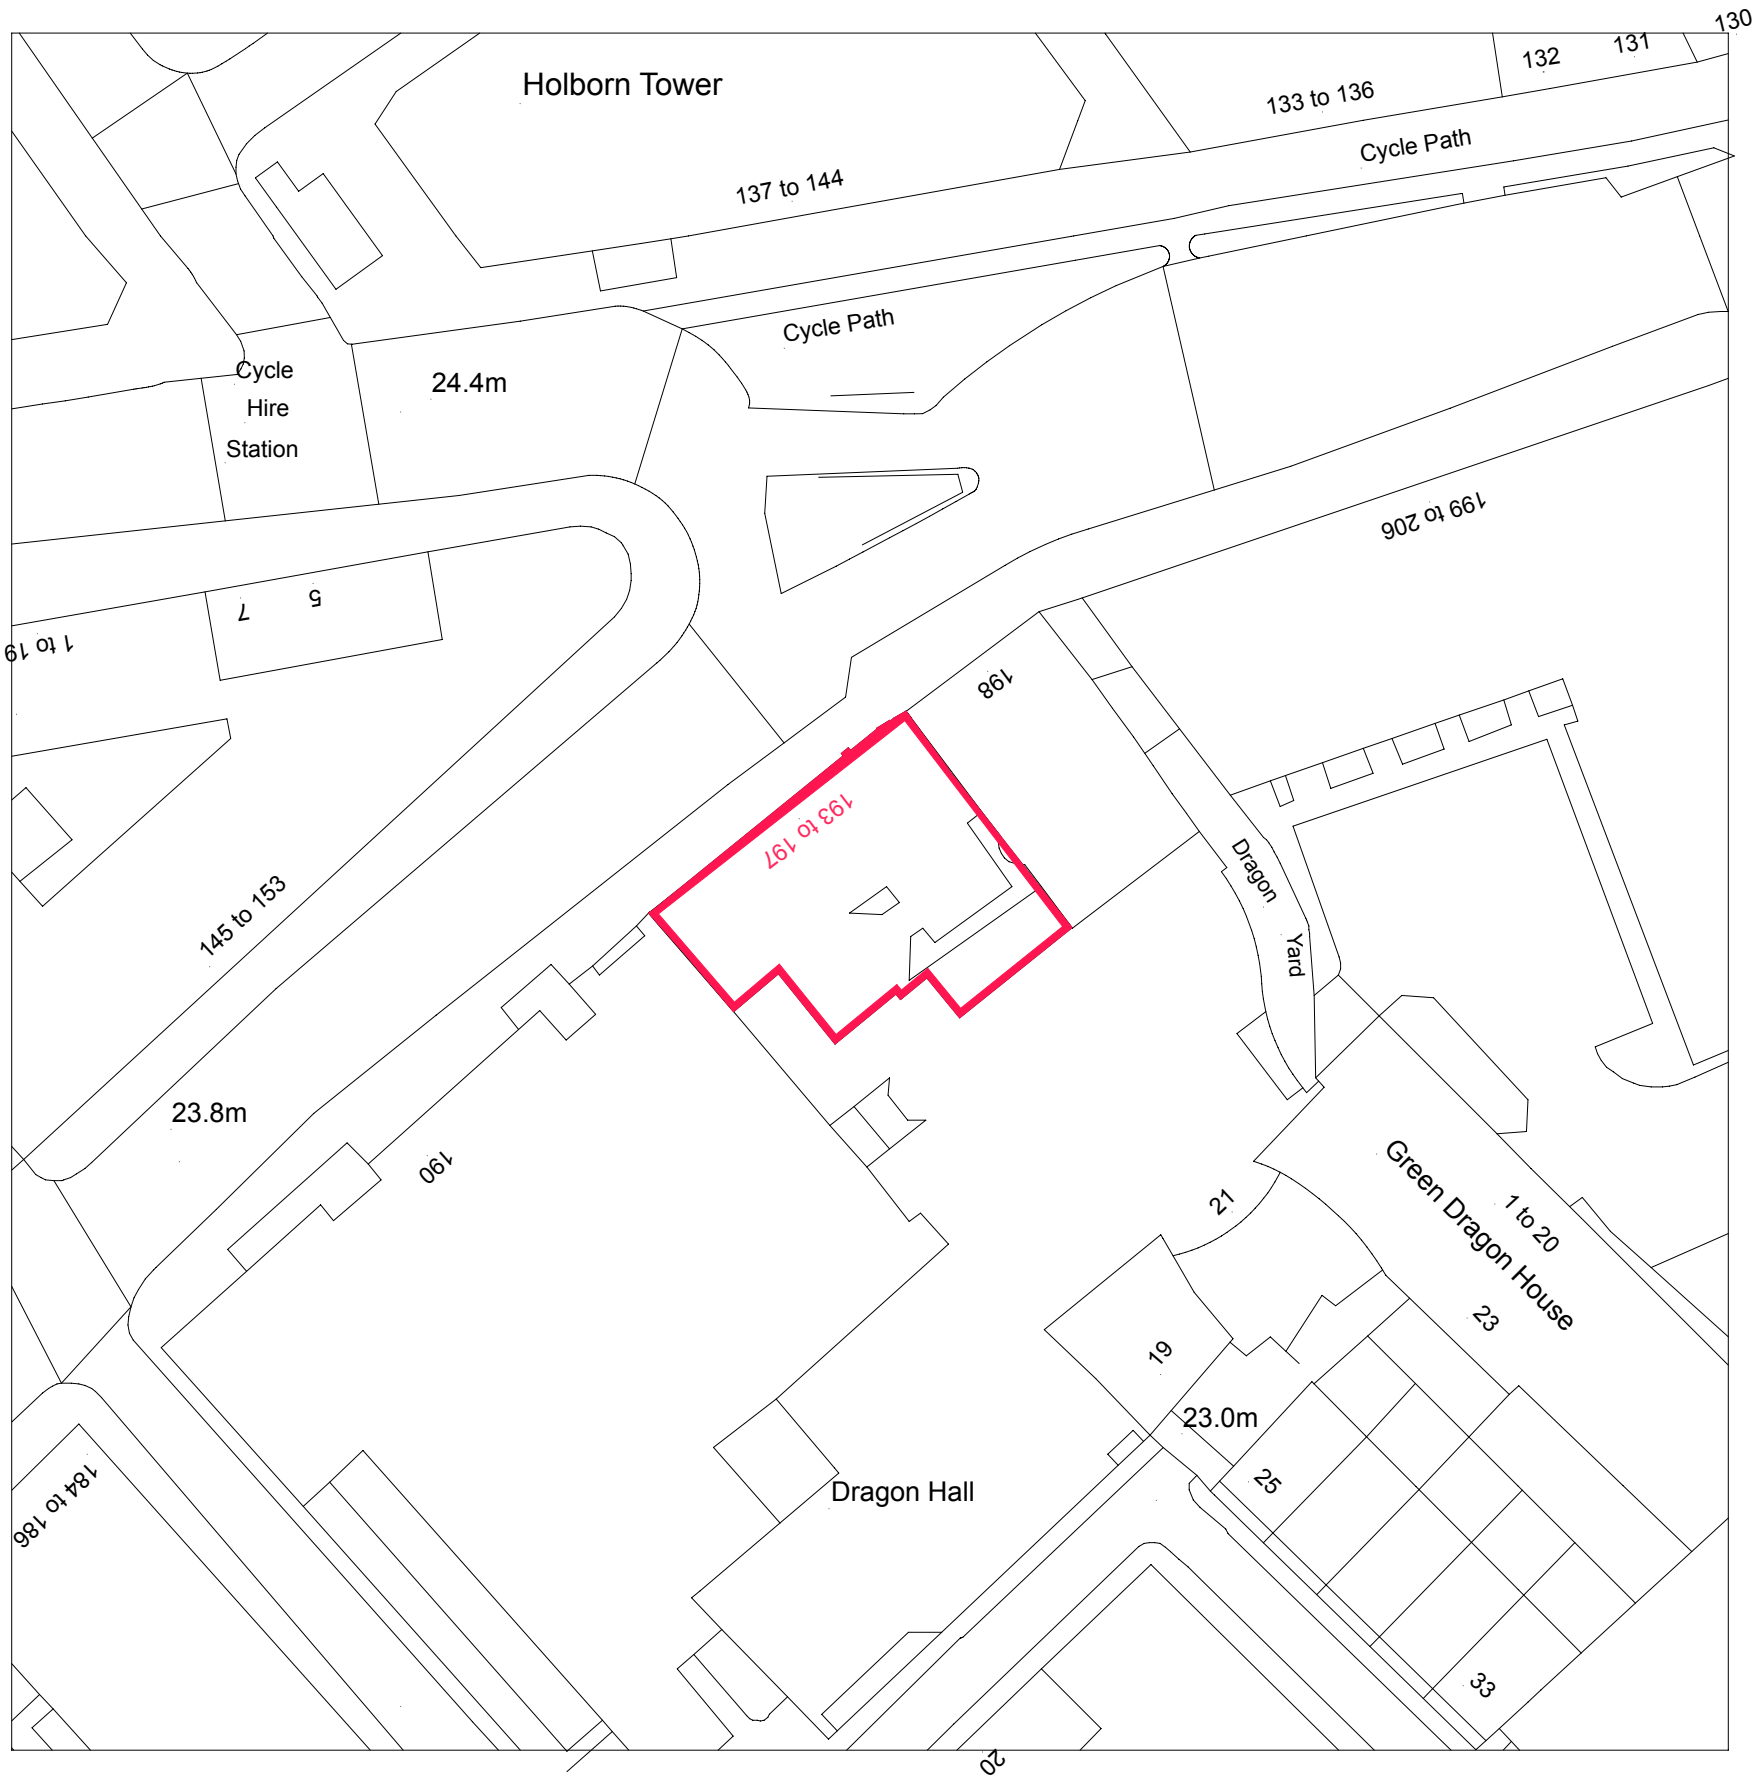 130
131
132
Holborn Tower
133 to 136
Cycle Path
137 to 144
Cycle Path
Cycle
Hire
Station
24.4m
199 to 206
5
7
1 to 19
198
193 to 197
145 to 153
Dragon
Yard
23.8m
190
21
Green Dragon House
1 to 20
23
19
23.0m
25
Dragon Hall
184 to 186
33
20